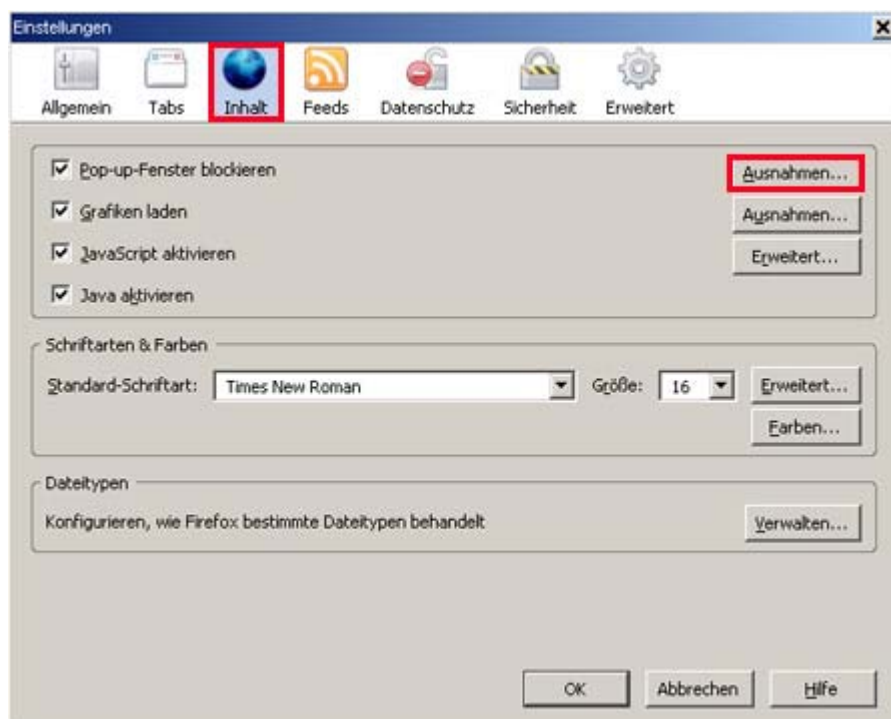 Einstellungen
Allgemein Tabs Inhalt Feeds Datenschutz Sicherheit Erweitert
Pop-up-Fenster blockieren Ausnahmen...
Grafiken laden Ausnahmen...
JavaScript aktivieren Erweitert...
Java aktivieren
Schriftarten & Farben
Standard-Schriftart: Times New Roman Größe: 16 Erweitert...
Farben...
Dateitypen
Konfigurieren, wie Firefox bestimmte Dateitypen behandelt Verwalten...
OK Abbrechen Hilfe